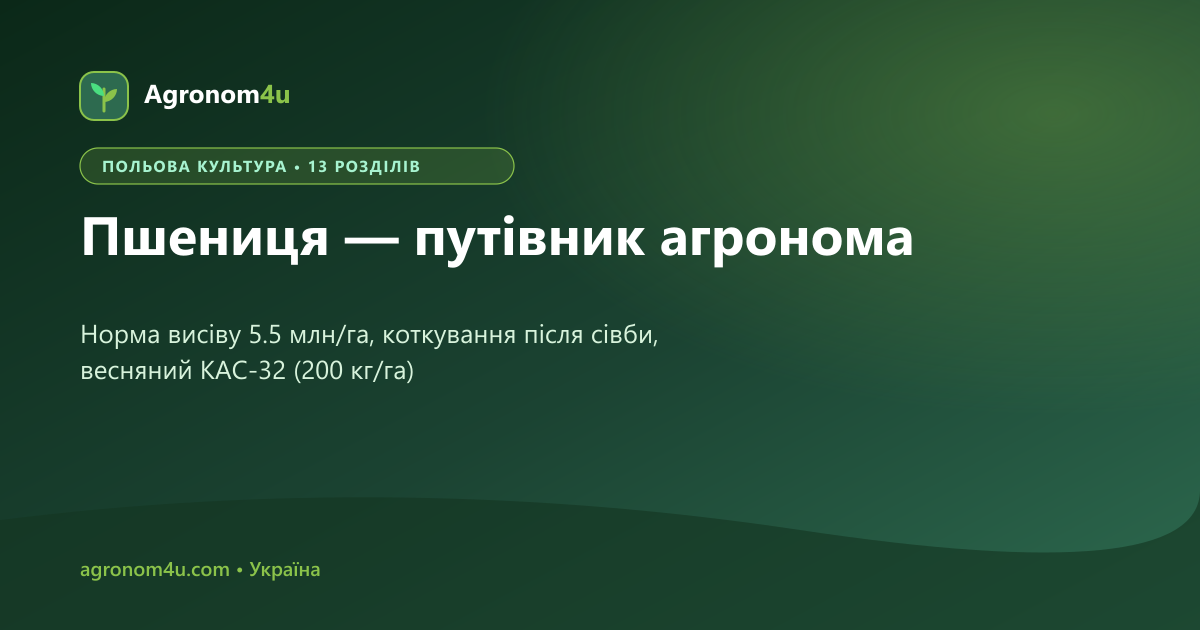 Agronom4u
ПОЛЬОВА КУЛЬТУРА • 13 РОЗДІЛІВ
Пшениця — путівник агронома
Норма висіву 5.5 млн/га, коткування після сівби,
весняний КАС-32 (200 кг/га)
agronom4u.com • Україна